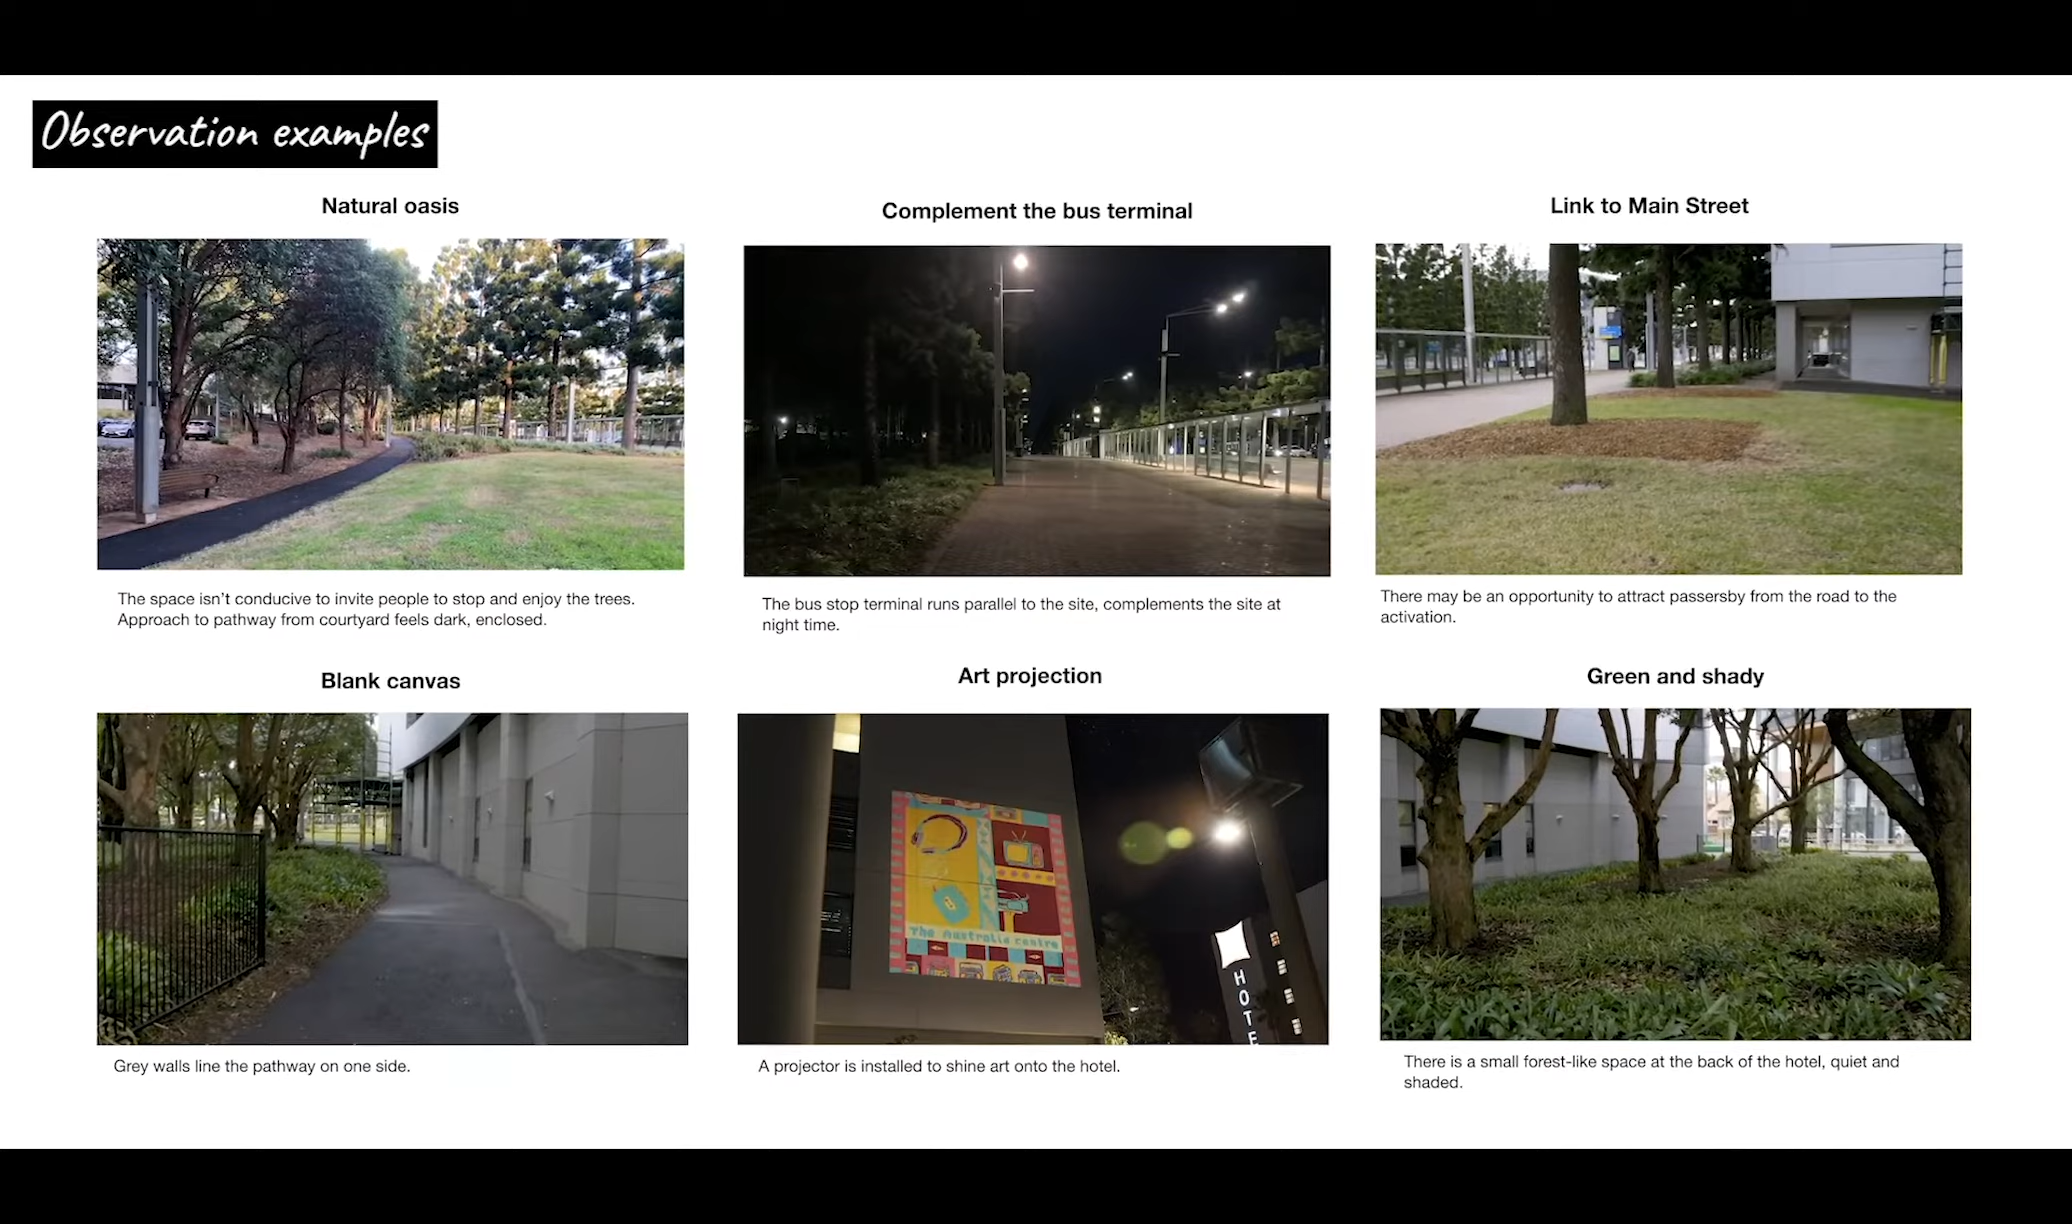 Observation examples
Natural oasis
The space isn't conducive to invite people to stop and enjoy the trees.
Approach to pathway from courtyard feels dark, enclosed.
Complement the bus terminal
The bus stop terminal runs parallel to the site, complements the site at
night time.
Link to Main Street
There may be an opportunity to attract passersby from the road to the
activation.
Blank canvas
Grey walls line the pathway on one side.
Art projection
The Australia centre
HOTE
A projector is installed to shine art onto the hotel.
Green and shady
There is a small forest-like space at the back of the hotel, quiet and
shaded.